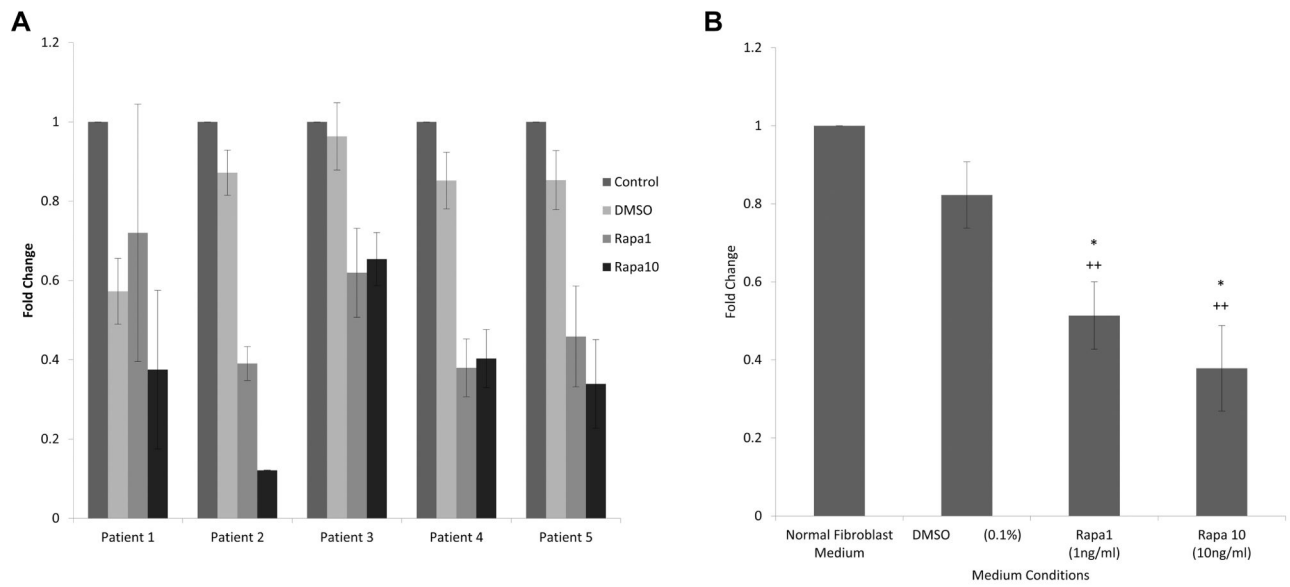 A
1.2
1
0.8
0.6
0.4
0.2
0
Fold Change
Control
DMSO
Rapa1
Rapa10
Patient 1 Patient 2 Patient 3 Patient 4 Patient 5
B
1.2
1
0.8
0.6
0.4
0.2
0
Fold Change
*
++
*
++
Normal Fibroblast Medium
DMSO (0.1%)
Rapa1
(1ng/ml)
Rapa 10
(10ng/ml)
Medium Conditions